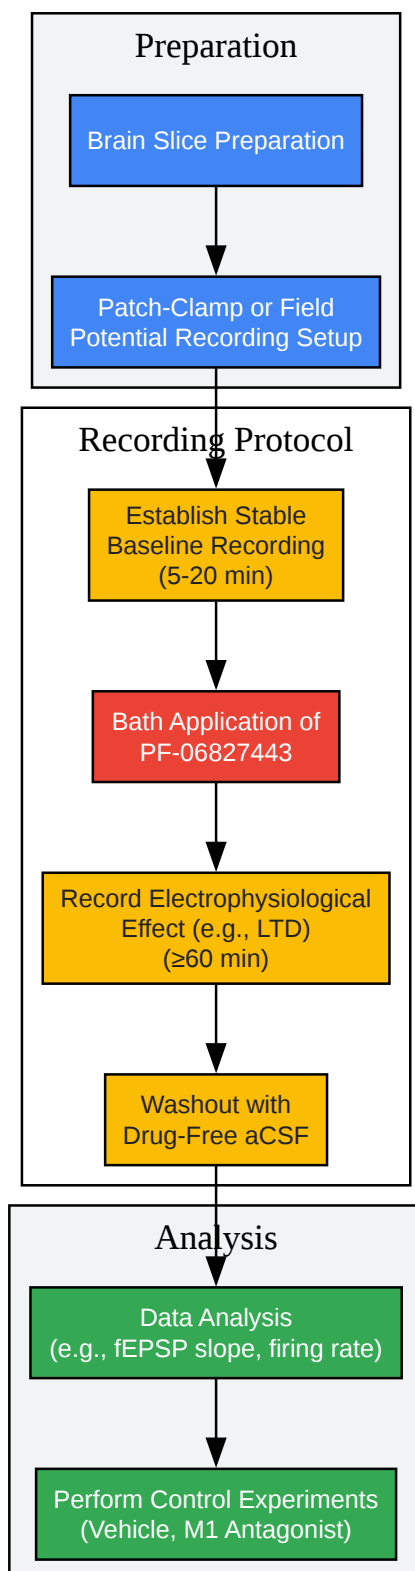 Preparation
Brain Slice Preparation
Patch-Clamp or Field
Potential Recording Setup
Recording Protocol
Establish Stable
Baseline Recording
(5-20 min)
Bath Application of
PF-06827443
Record Electrophysiological
Effect (e.g., LTD)
(≥60 min)
Washout with
Drug-Free aCSF
Analysis
Data Analysis
(e.g., fEPSP slope, firing rate)
Perform Control Experiments
(Vehicle, M1 Antagonist)